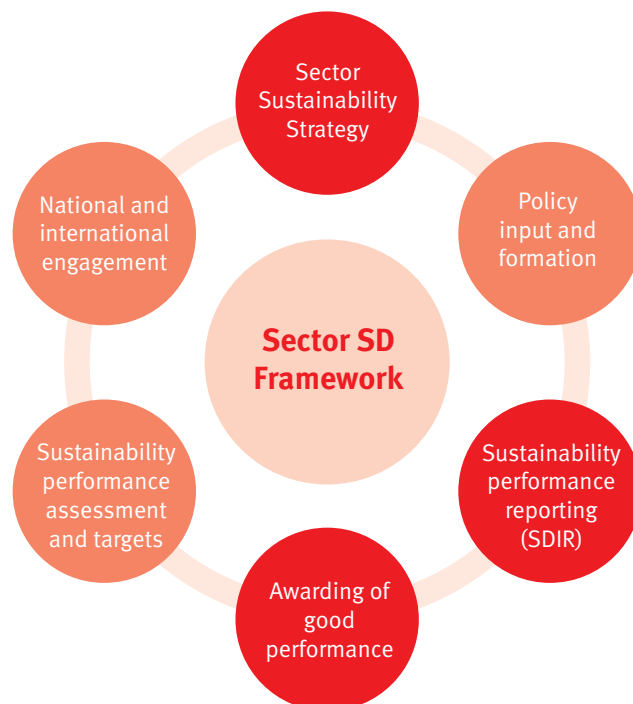 Sector
Sustainability
Strategy
Policy
input and
formation
Sustainability
performance
reporting
(SDIR)
Awarding of
good
performance
Sustainability
performance
assessment
and targets
National and
international
engagement
Sector SD
Framework